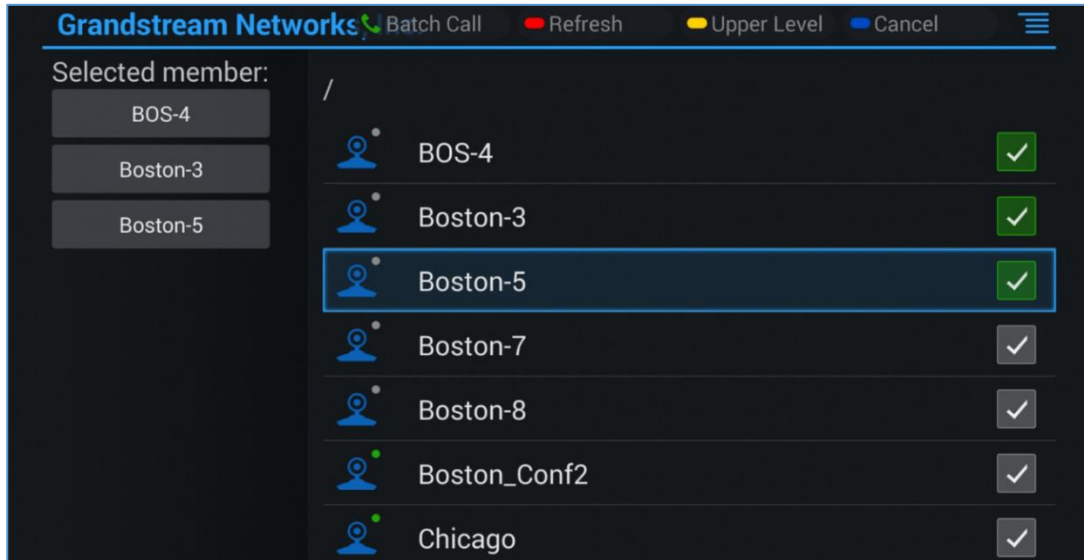 Grandstream Networks, Inc. Batch Call Refresh Upper Level Cancel
Selected member:
BOS-4
Boston-3
Boston-5
/
BOS-4
Boston-3
Boston-5
Boston-7
Boston-8
Boston_Conf2
Chicago